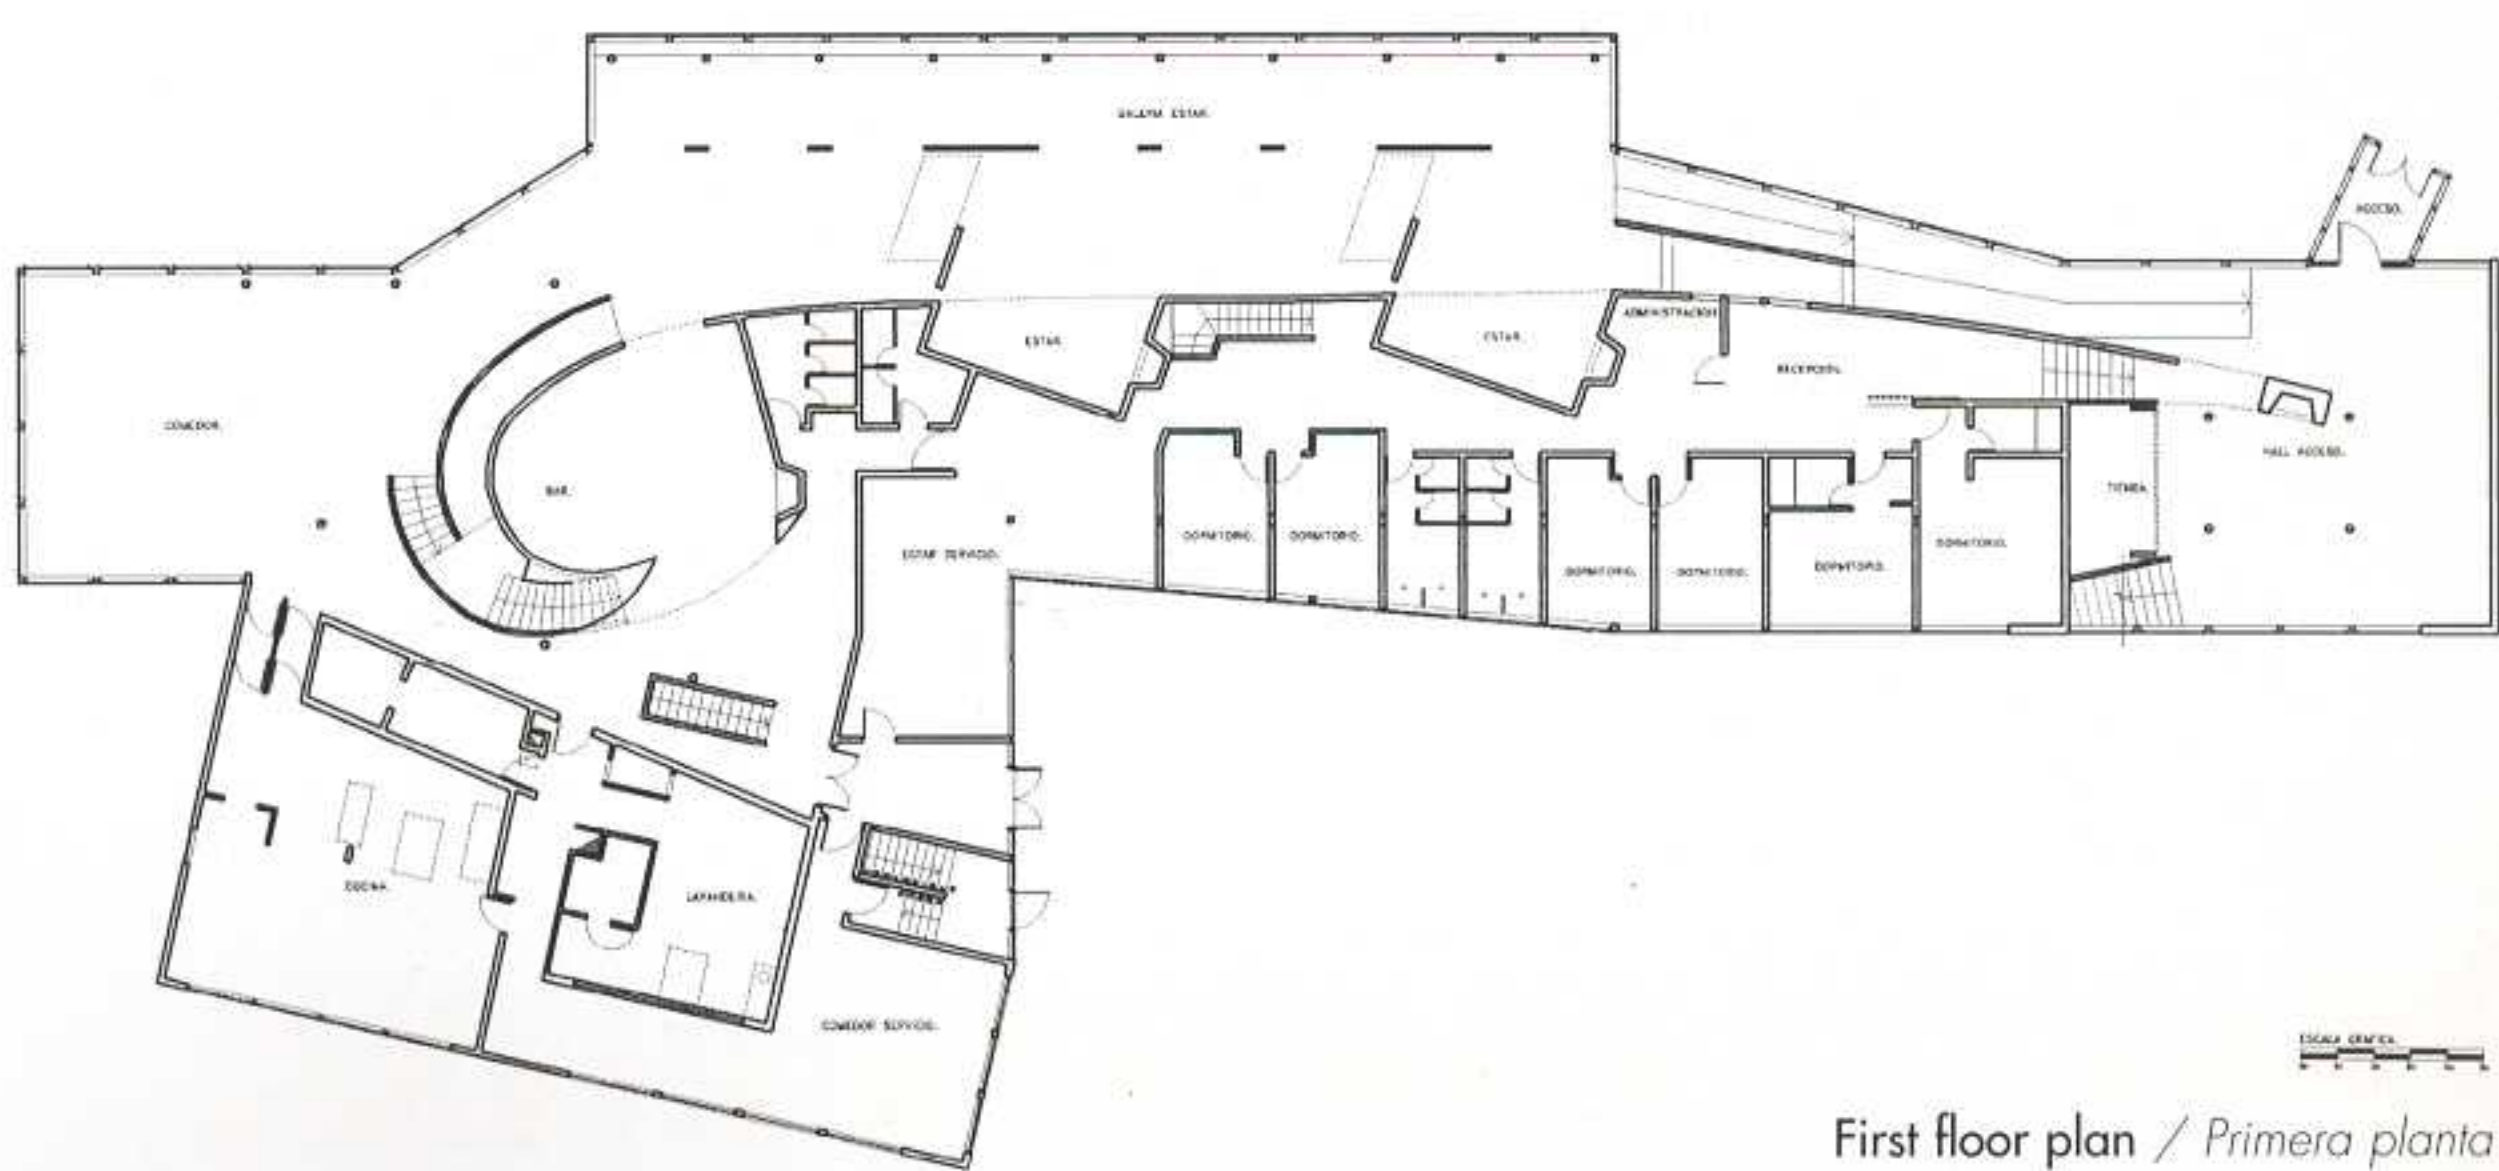 ESTAR.
ACCESO.
ESTAR.
ESTAR.
ADMINISTRACION
RECEPCION.
COMEDOR.
HALL ACCESO.
BAR.
TIENDA.
ESTAR SERVICIO.
DORMITORIO.
DORMITORIO.
DORMITORIO.
DORMITORIO.
DORMITORIO.
DORMITORIO.
COCINA.
LAVANDERIA.
COMEDOR SERVICIO.
ESCALA GRAFICA.
First floor plan / Primera planta